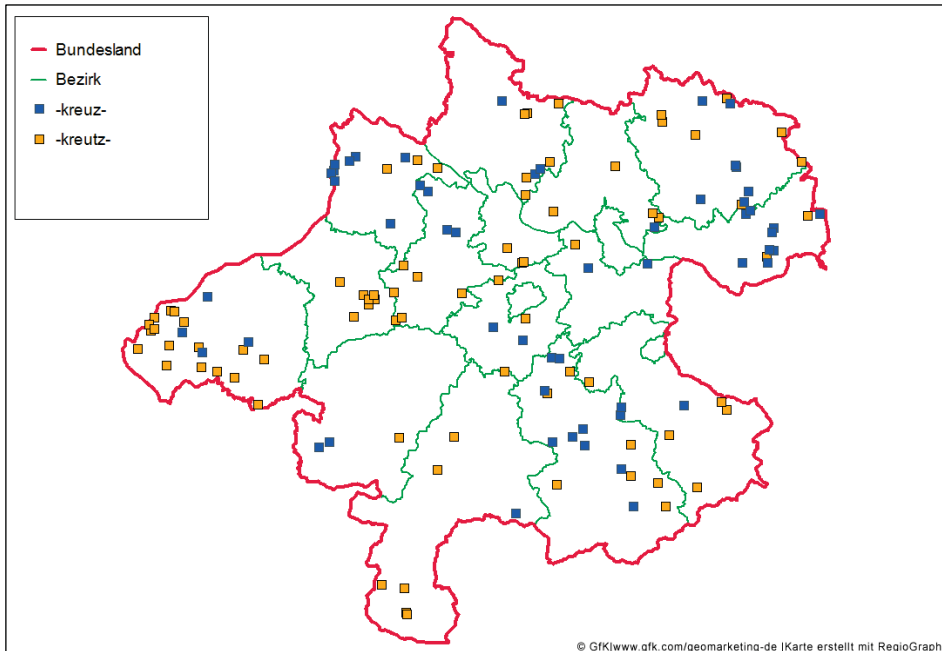 Bundesland
Bezirk
-kreuz-
-kreutz-
© GfK|www.gfk.com/geomarketing-de |Karte erstellt mit RegioGraph